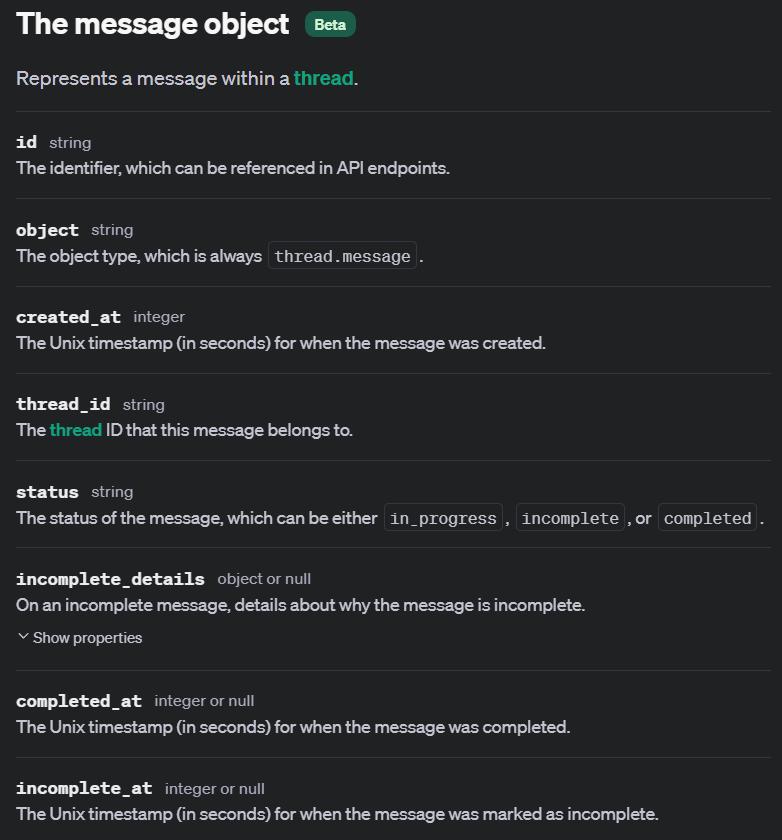 The message object Beta
Represents a message within a thread.
id string
The identifier, which can be referenced in API endpoints.
object string
The object type, which is always thread.message.
created_at integer
The Unix timestamp (in seconds) for when the message was created.
thread_id string
The thread ID that this message belongs to.
status string
The status of the message, which can be either in_progress, incomplete, or completed.
incomplete_details object or null
On an incomplete message, details about why the message is incomplete.
Show properties
completed_at integer or null
The Unix timestamp (in seconds) for when the message was completed.
incomplete_at integer or null
The Unix timestamp (in seconds) for when the message was marked as incomplete.